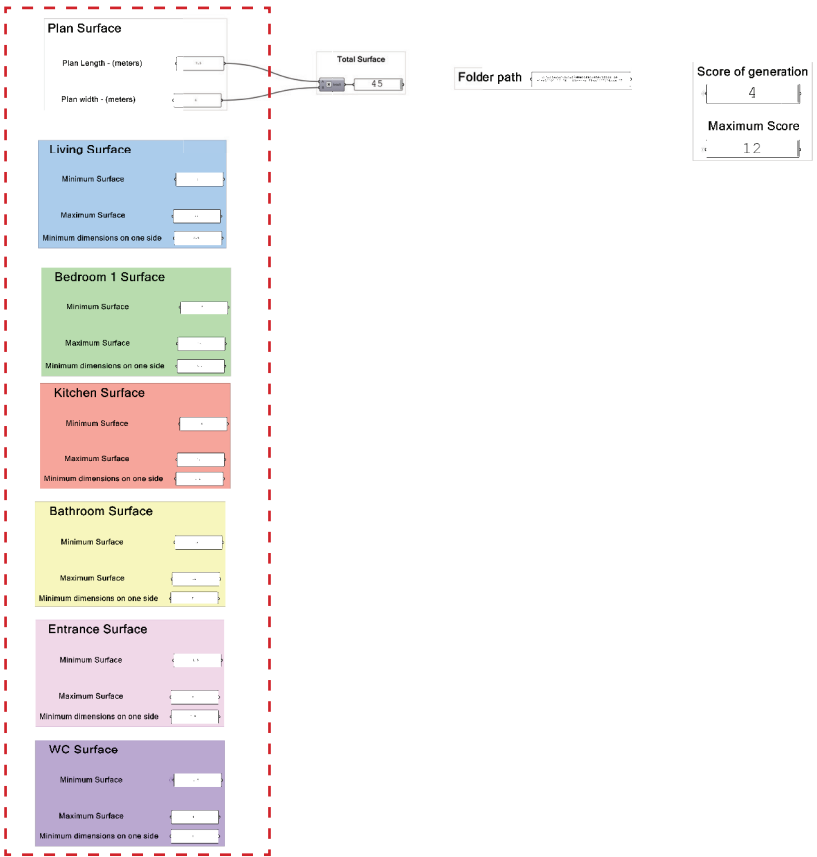 Plan Surface
Plan Length - (meters)
Plan width - (meters)
Total Surface
45
Folder path
Score of generation
4
Maximum Score
12
Living Surface
Minimum Surface
Maximum Surface
Minimum dimensions on one side
Bedroom 1 Surface
Minimum Surface
Maximum Surface
Minimum dimensions on one side
Kitchen Surface
Minimum Surface
Maximum Surface
Minimum dimensions on one side
Bathroom Surface
Minimum Surface
Maximum Surface
Minimum dimensions on one side
Entrance Surface
Minimum Surface
Maximum Surface
Minimum dimensions on one side
WC Surface
Minimum Surface
Maximum Surface
Minimum dimensions on one side